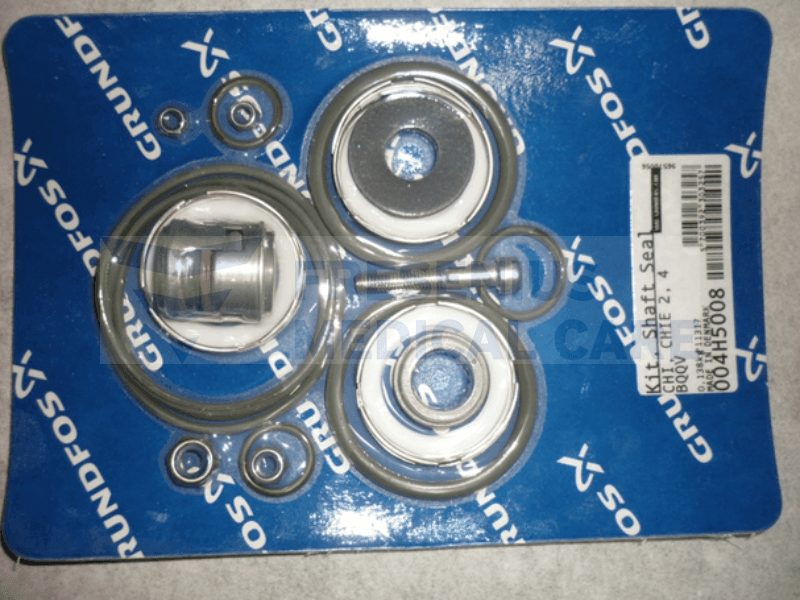 GRUNDFOS X
GRUNDFOS X
GRUNDFOS X
GRUNDFOS X
GRUNDFOS X
GRUNDFOS X
FRESENIUS
MEDICAL CARE
96570056
Kit, Shaft Seal
CHI, CHIE 2, 4
BQQV
MADE IN DENMARK
004H5008